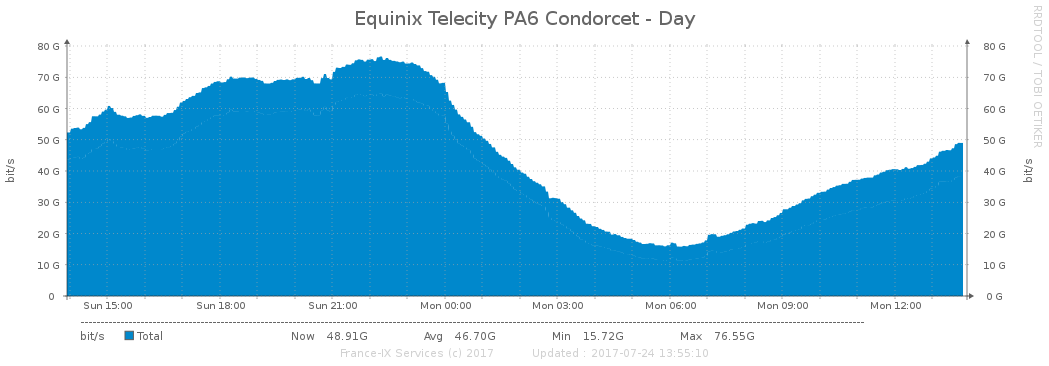 Equinix Telecity PA6 Condorcet - Day
RRDTOOL / TOBI OETIKER
80 G 80 G
70 G 70 G
60 G 60 G
50 G 50 G
40 G 40 G
30 G 30 G
20 G 20 G
10 G 10 G
0 0 G
bit/s bit/s
Sun 15:00 Sun 18:00 Sun 21:00 Mon 00:00 Mon 03:00 Mon 06:00 Mon 09:00 Mon 12:00
bit/s Total Now 48.91G Avg 46.70G Min 15.72G Max 76.55G
France-IX Services (c) 2017 Updated : 2017-07-24 13:55:10